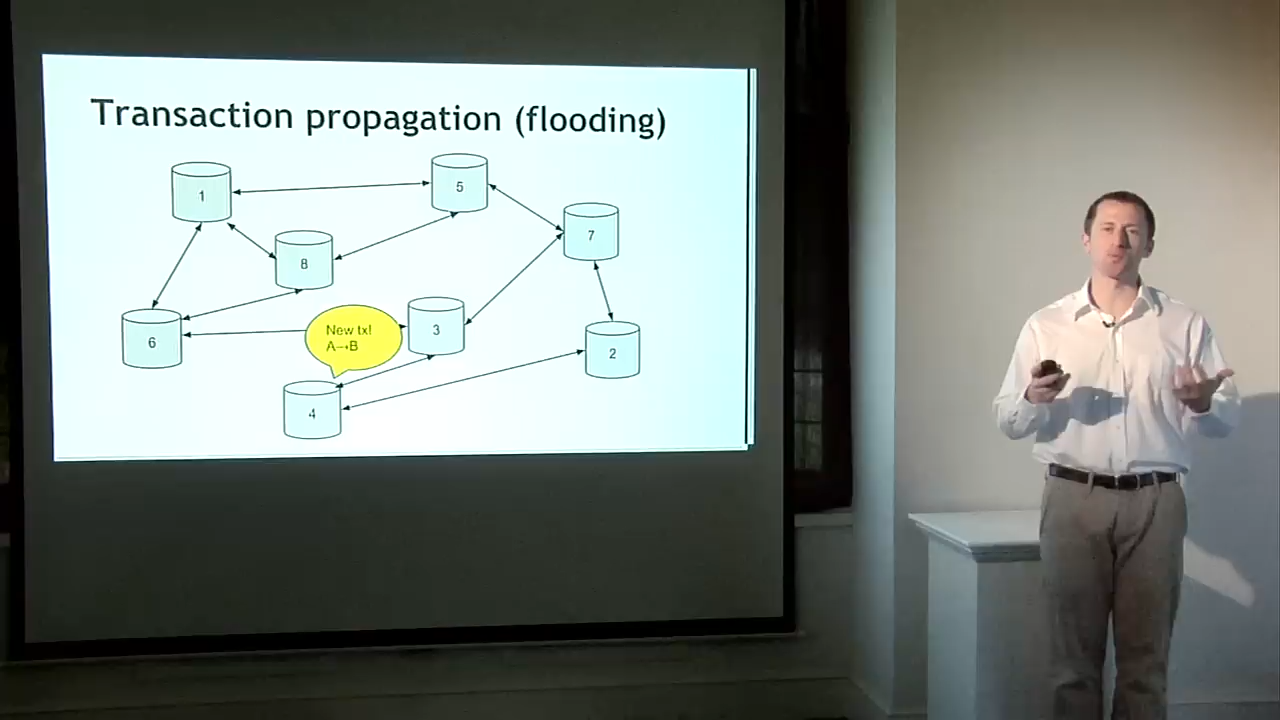 Transaction propagation (flooding)
1
5
7
8
6
New tx!
A→B
3
2
4